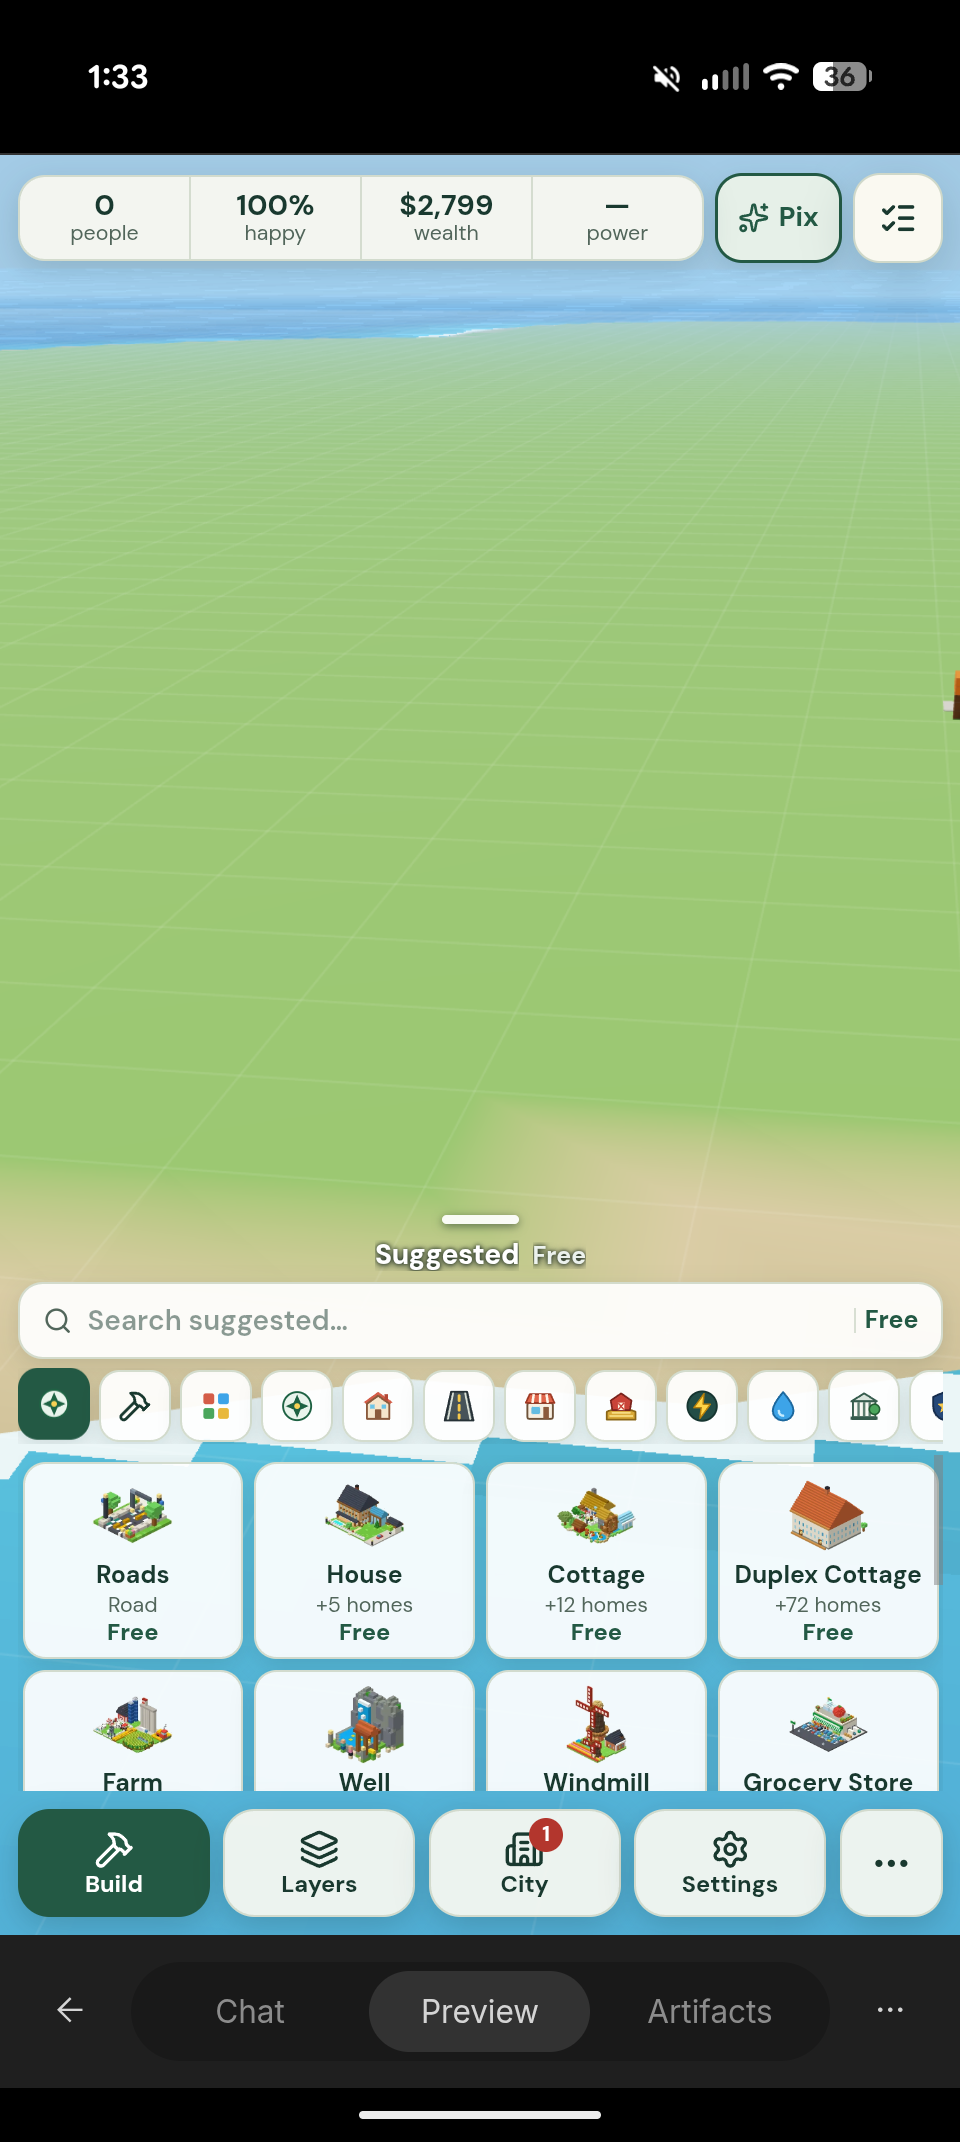 1:33
36
0
people
100%
happy
$2,799
wealth
—
power
Pix
Suggested Free
Search suggested...
Free
Roads
Road
Free
House
+5 homes
Free
Cottage
+12 homes
Free
Duplex Cottage
+72 homes
Free
Farm
Well
Windmill
Grocery Store
Build
Layers
1
City
Settings
Chat
Preview
Artifacts